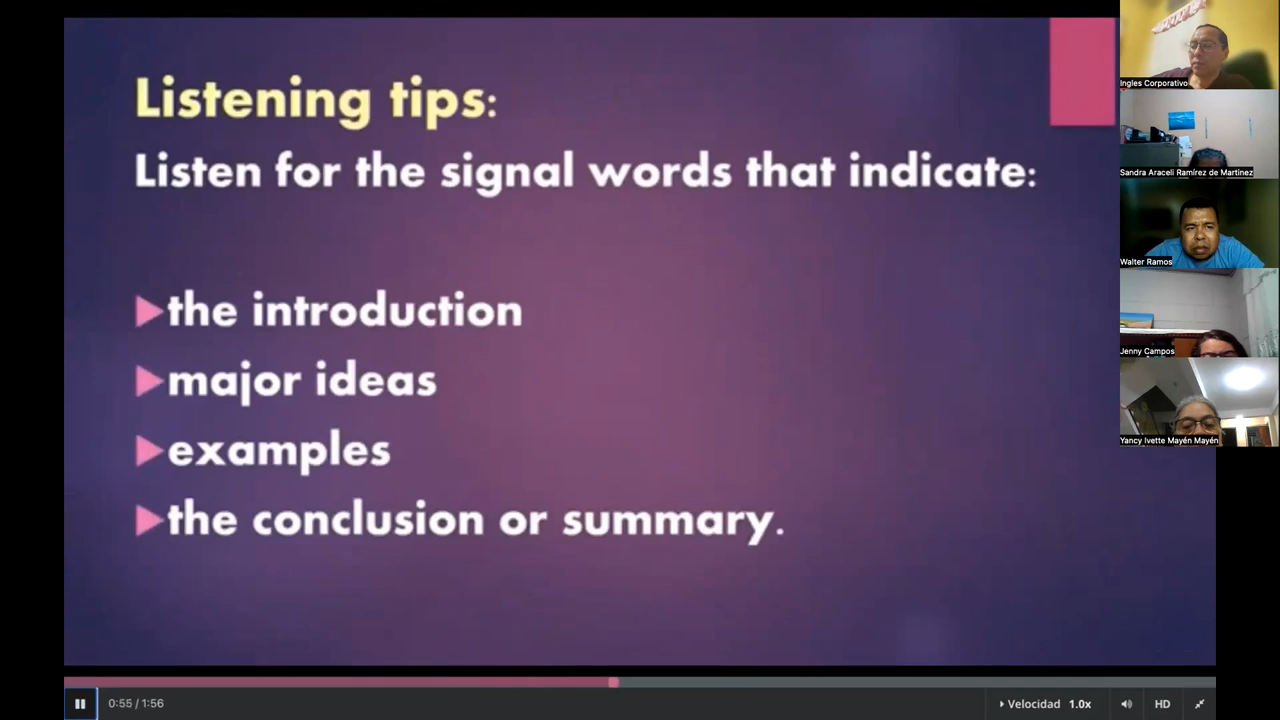 Listening tips:
Listen for the signal words that indicate:
the introduction
major ideas
examples
the conclusion or summary.
Ingles Corporativo
Sandra Araceli Ramírez de Martínez
Walter Ramos
Jenny Campos
Yancy Ivette Mayén Mayén
0:55 / 1:56
Velocidad 1.0x
HD